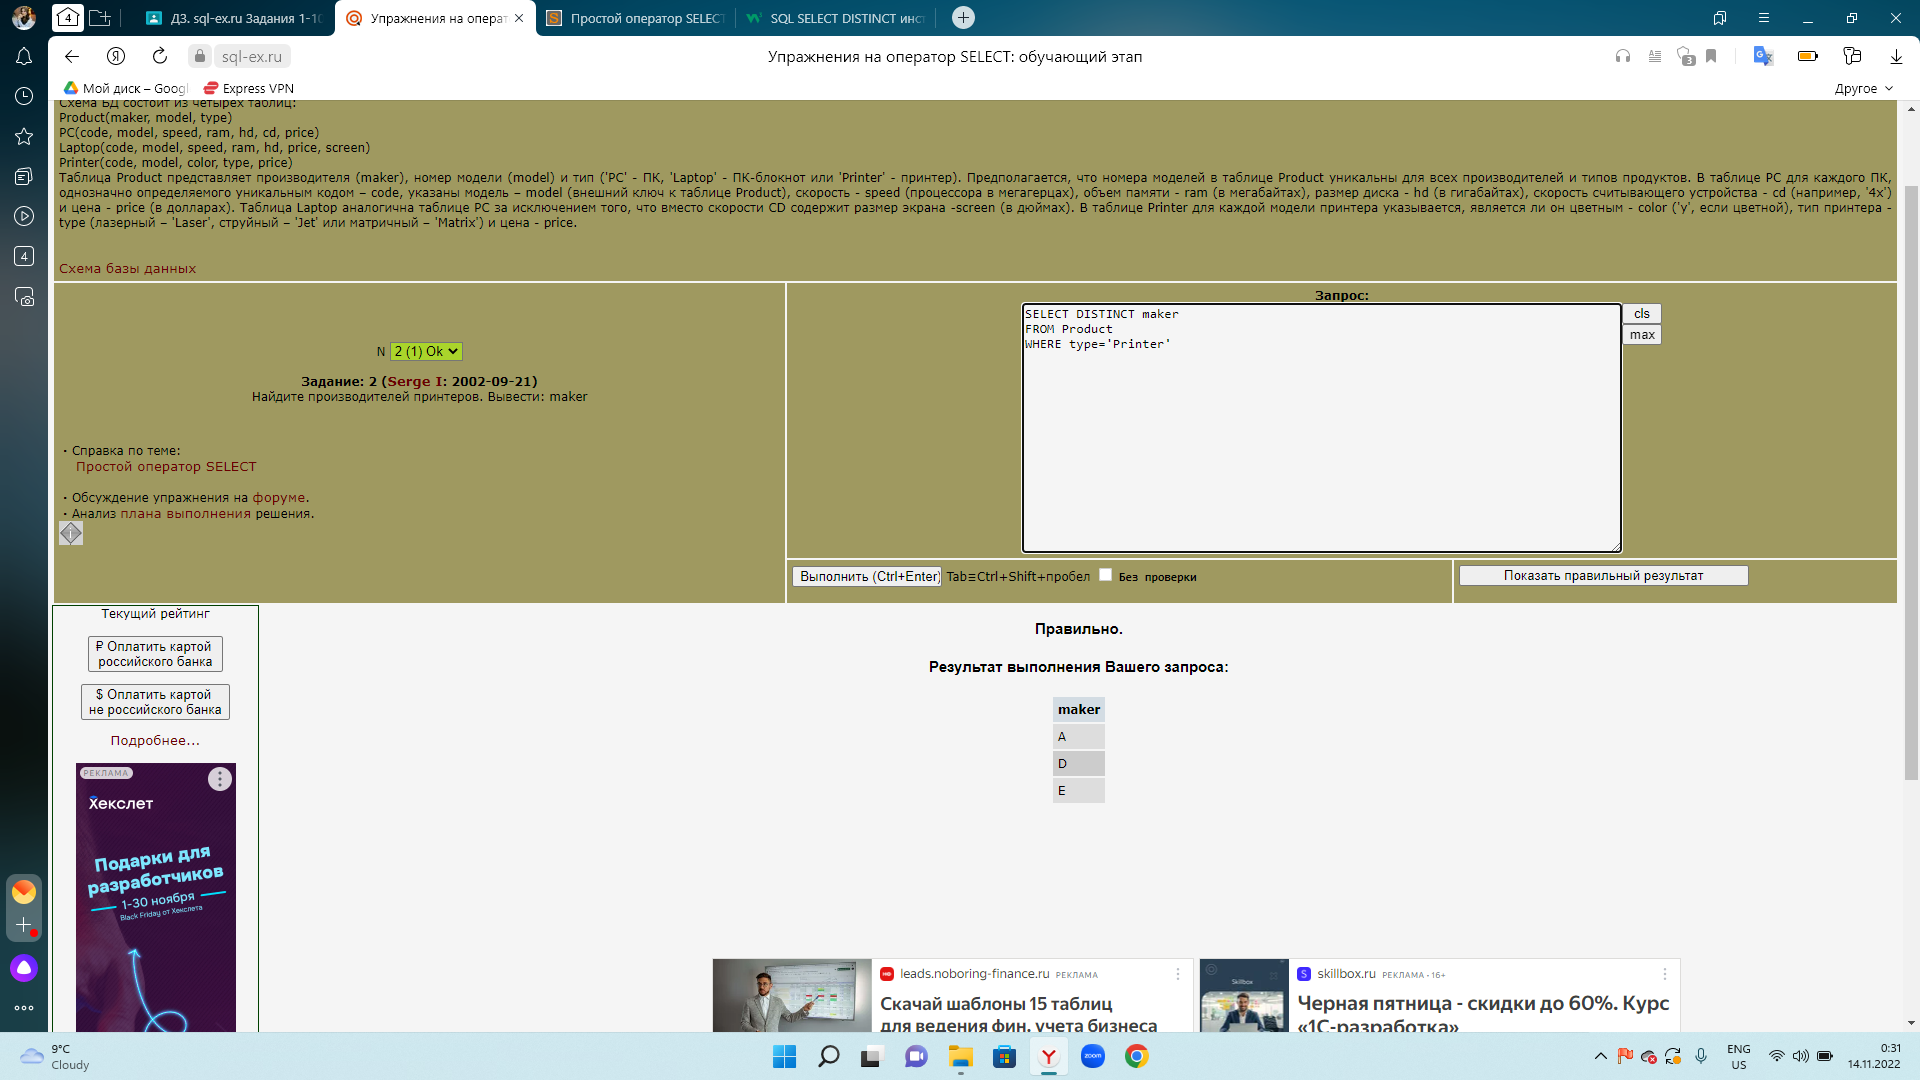 ДЗ. sql-ex.ru Задания 1-10
Упражнения на операт
Простой оператор SELECT
SQL SELECT DISTINCT инс
sql-ex.ru
Упражнения на оператор SELECT: обучающий этап
3
Мой диск – Googl
Express VPN
Другое
4
Схема БД состоит из четырех таблиц:
Product(maker, model, type)
PC(code, model, speed, ram, hd, cd, price)
Laptop(code, model, speed, ram, hd, price, screen)
Printer(code, model, color, type, price)
Таблица Product представляет производителя (maker), номер модели (model) и тип ('PC' - ПК, 'Laptop' - ПК-блокнот или 'Printer' - принтер). Предполагается, что номера моделей в таблице Product уникальны для всех производителей и типов продуктов. В таблице PC для каждого ПК,
однозначно определяемого уникальным кодом – code, указаны модель – model (внешний ключ к таблице Product), скорость - speed (процессора в мегагерцах), объем памяти - ram (в мегабайтах), размер диска - hd (в гигабайтах), скорость считывающего устройства - cd (например, '4x')
и цена - price (в долларах). Таблица Laptop аналогична таблице РС за исключением того, что вместо скорости CD содержит размер экрана -screen (в дюймах). В таблице Printer для каждой модели принтера указывается, является ли он цветным - color ('y', если цветной), тип принтера -
type (лазерный – 'Laser', струйный – 'Jet' или матричный – 'Matrix') и цена - price.
Схема базы данных
N 2 (1) Ok
Задание: 2 (Serge I: 2002-09-21)
Найдите производителей принтеров. Вывести: maker
• Справка по теме:
Простой оператор SELECT
• Обсуждение упражнения на форуме.
• Анализ плана выполнения решения.
Запрос:
SELECT DISTINCT maker
FROM Product
WHERE type='Printer'
cls
max
Выполнить (Ctrl+Enter)
Tab≡Ctrl+Shift+пробел
Без проверки
Показать правильный результат
Текущий рейтинг
₽ Оплатить картой
российского банка
$ Оплатить картой
не российского банка
Подробнее...
РЕКЛАМА
Хекслет
Подарки для
разработчиков
1-30 ноября
Black Friday от Хекслета
Правильно.
Результат выполнения Вашего запроса:
maker
A
D
E
leads.noboring-finance.ru РЕКЛАМА
Скачай шаблоны 15 таблиц
для ведения фин. учета бизнеса
Skillbox
skillbox.ru РЕКЛАМА • 16+
Черная пятница - скидки до 60%. Курс
«1С-разработка»
9°C
Cloudy
zoom
ENG
US
0:31
14.11.2022